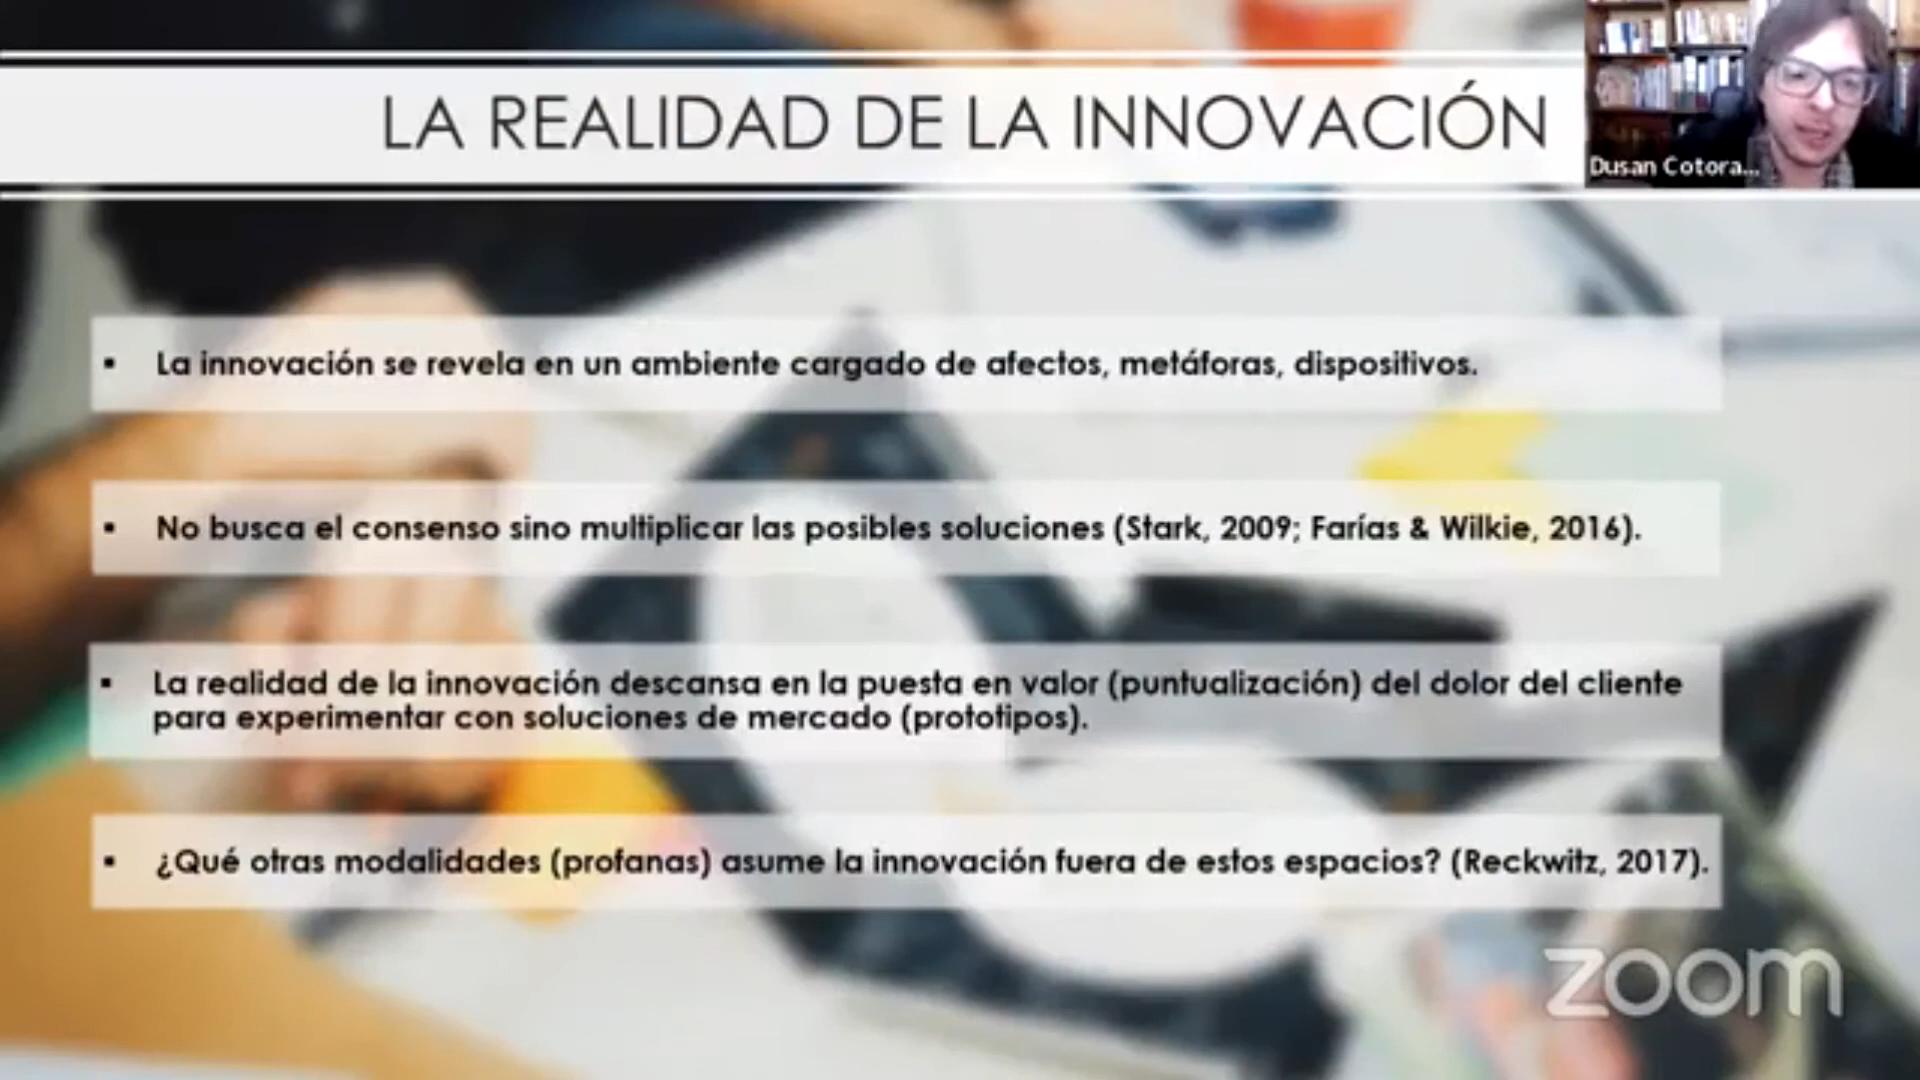 LA REALIDAD DE LA INNOVACIÓN
Dusan Cotora...
▪ La innovación se revela en un ambiente cargado de afectos, metáforas, dispositivos.
▪ No busca el consenso sino multiplicar las posibles soluciones (Stark, 2009; Farías & Wilkie, 2016).
▪ La realidad de la innovación descansa en la puesta en valor (puntualización) del dolor del cliente
para experimentar con soluciones de mercado (prototipos).
▪ ¿Qué otras modalidades (profanas) asume la innovación fuera de estos espacios? (Reckwitz, 2017).
zoom